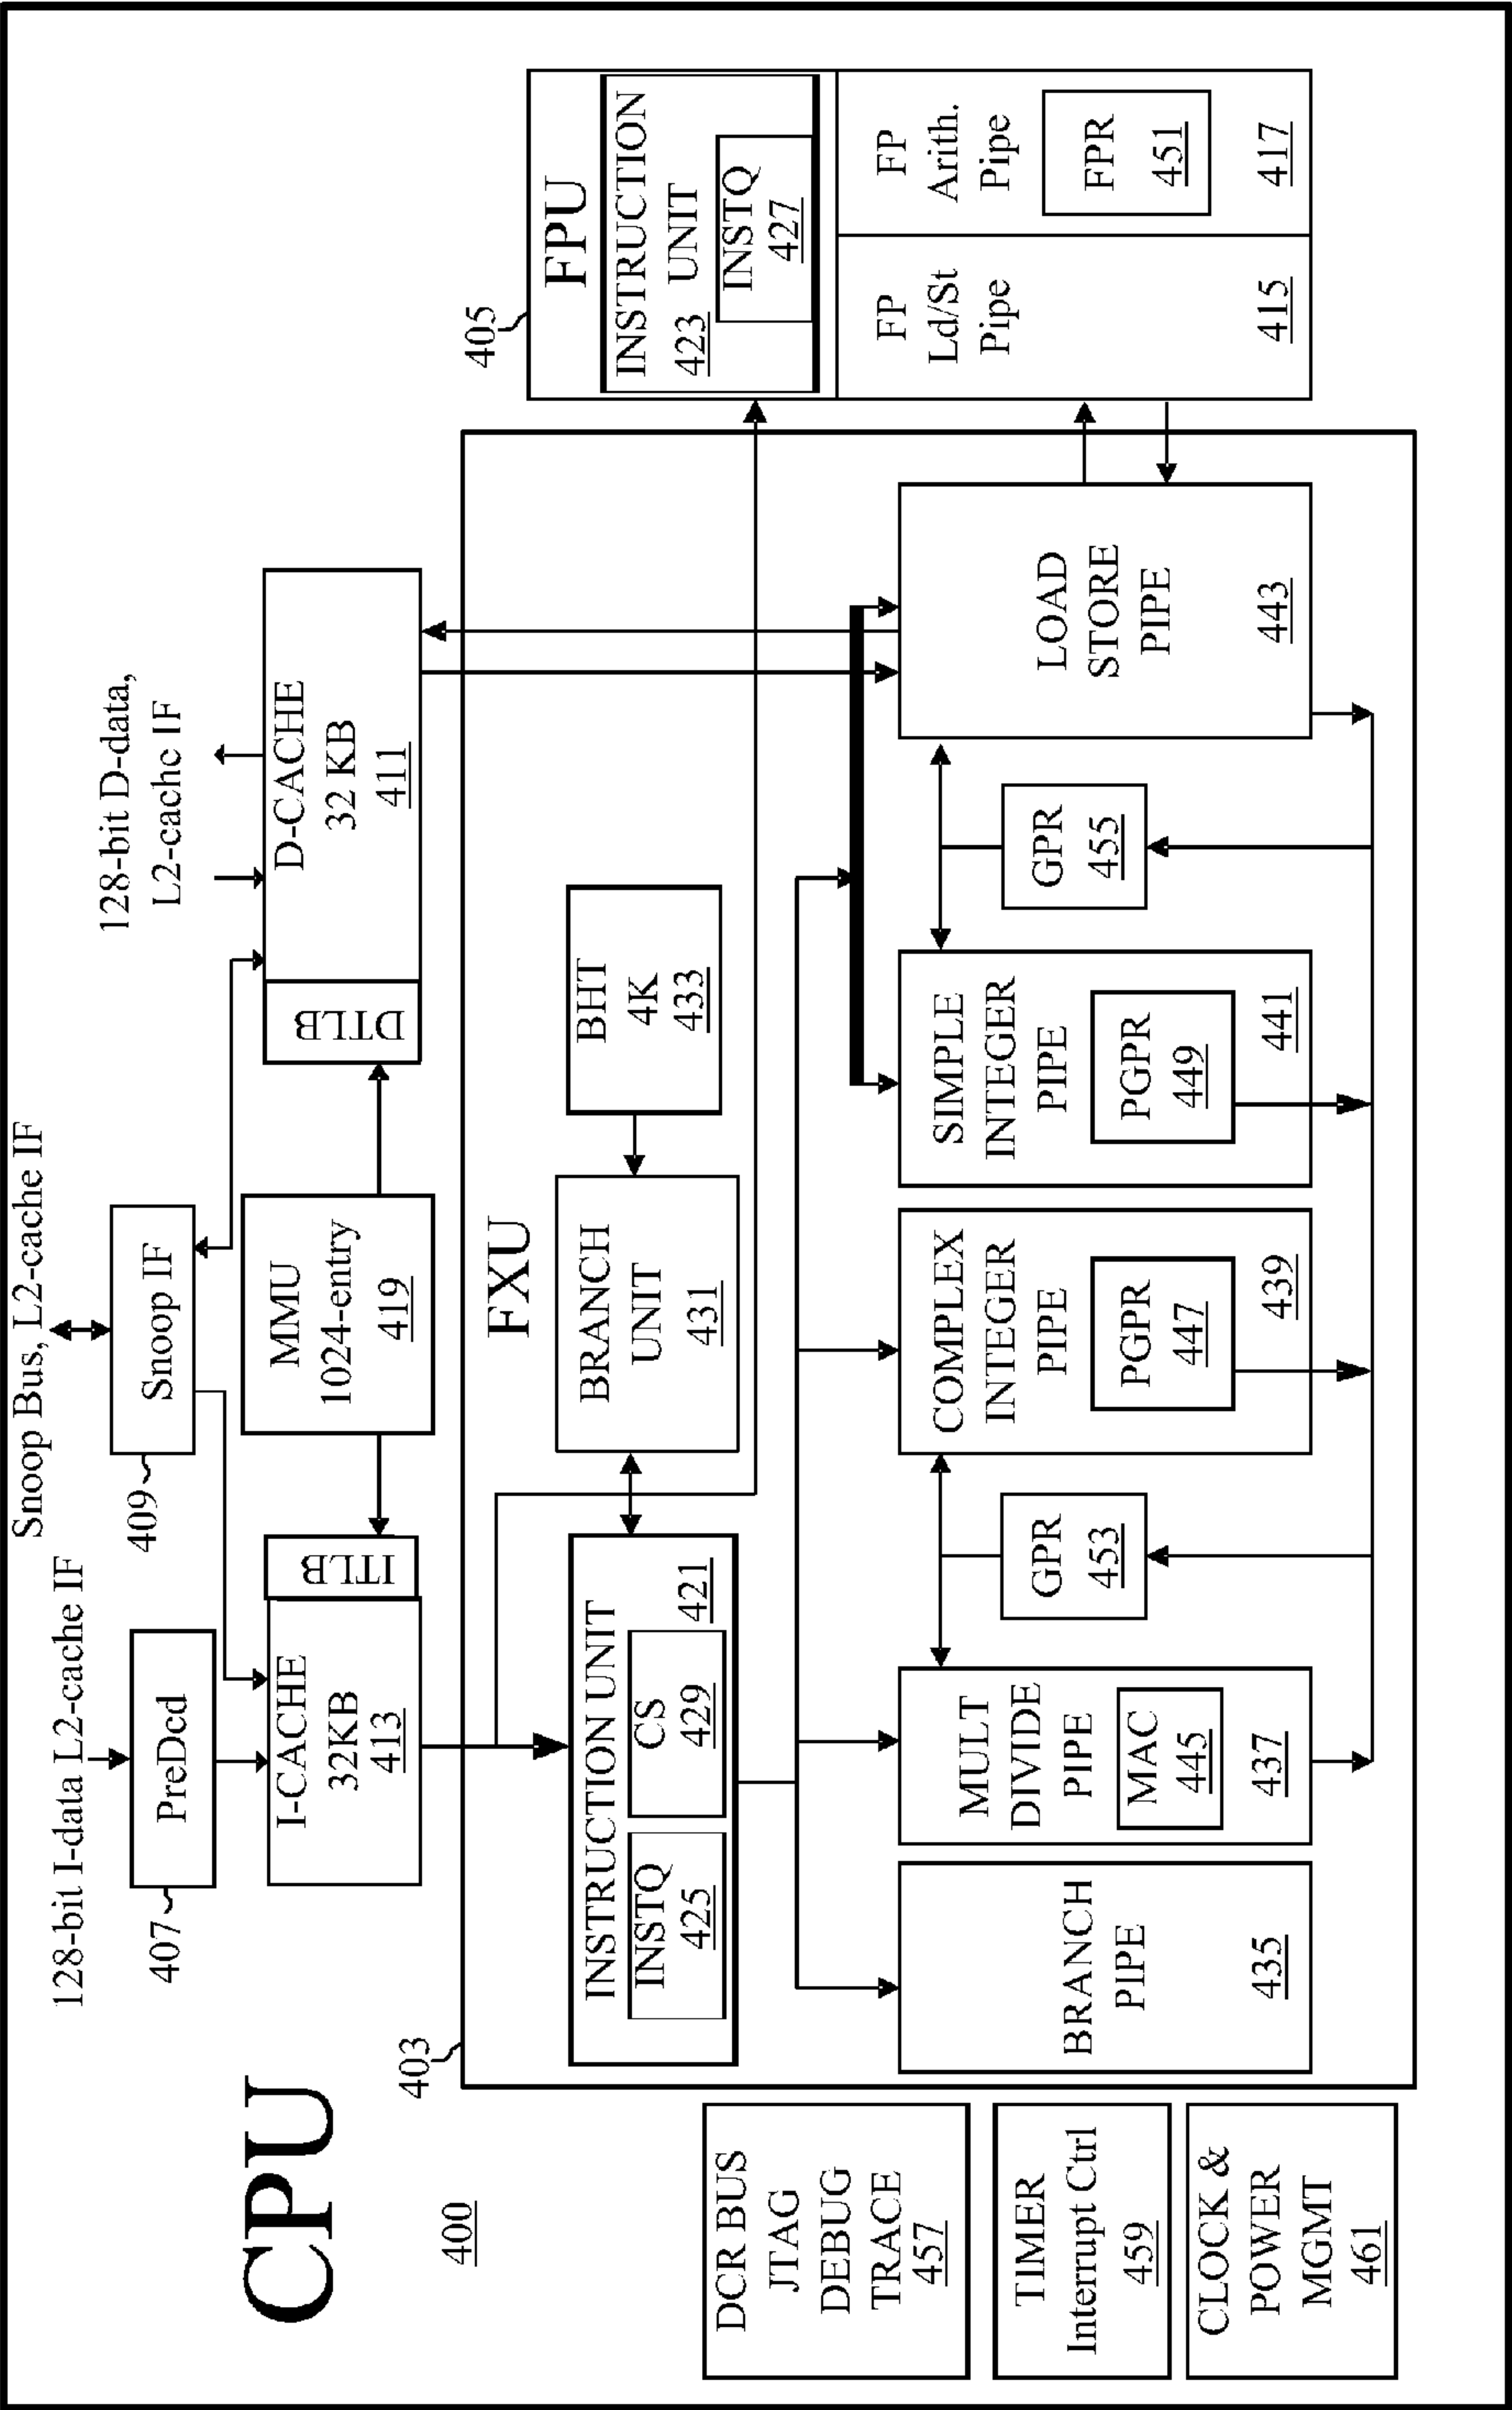 CPU
400
128-bit I-data L2-cache IF
Snoop Bus, L2-cache IF
128-bit D-data,
L2-cachc IF
407
PreDcd
409
Snoop IF
I-CACHE
32KB
413
ITLB
MMU
1024-entry
419
DTLB
D-CACHE
32 KB
411
403
FXU
INSTRUCTION UNIT
421
INSTQ
425
CS
429
BRANCH
UNIT
431
BHT
4K
433
405
FPU
INSTRUCTION
UNIT
423
INSTQ
427
FP
Ld/St
Pipe
415
FP
Arith.
Pipe
FPR
451
417
BRANCH
PIPE
435
MULT
DIVIDE
PIPE
MAC
445
437
GPR
453
COMPLEX
INTEGER
PIPE
PGPR
447
439
SIMPLE
INTEGER
PIPE
PGPR
449
441
GPR
455
LOAD
STORE
PIPE
443
DCR BUS
JTAG
DEBUG
TRACE
457
TIMER
Interrupt Ctrl
459
CLOCK &
POWER
MGMT
461